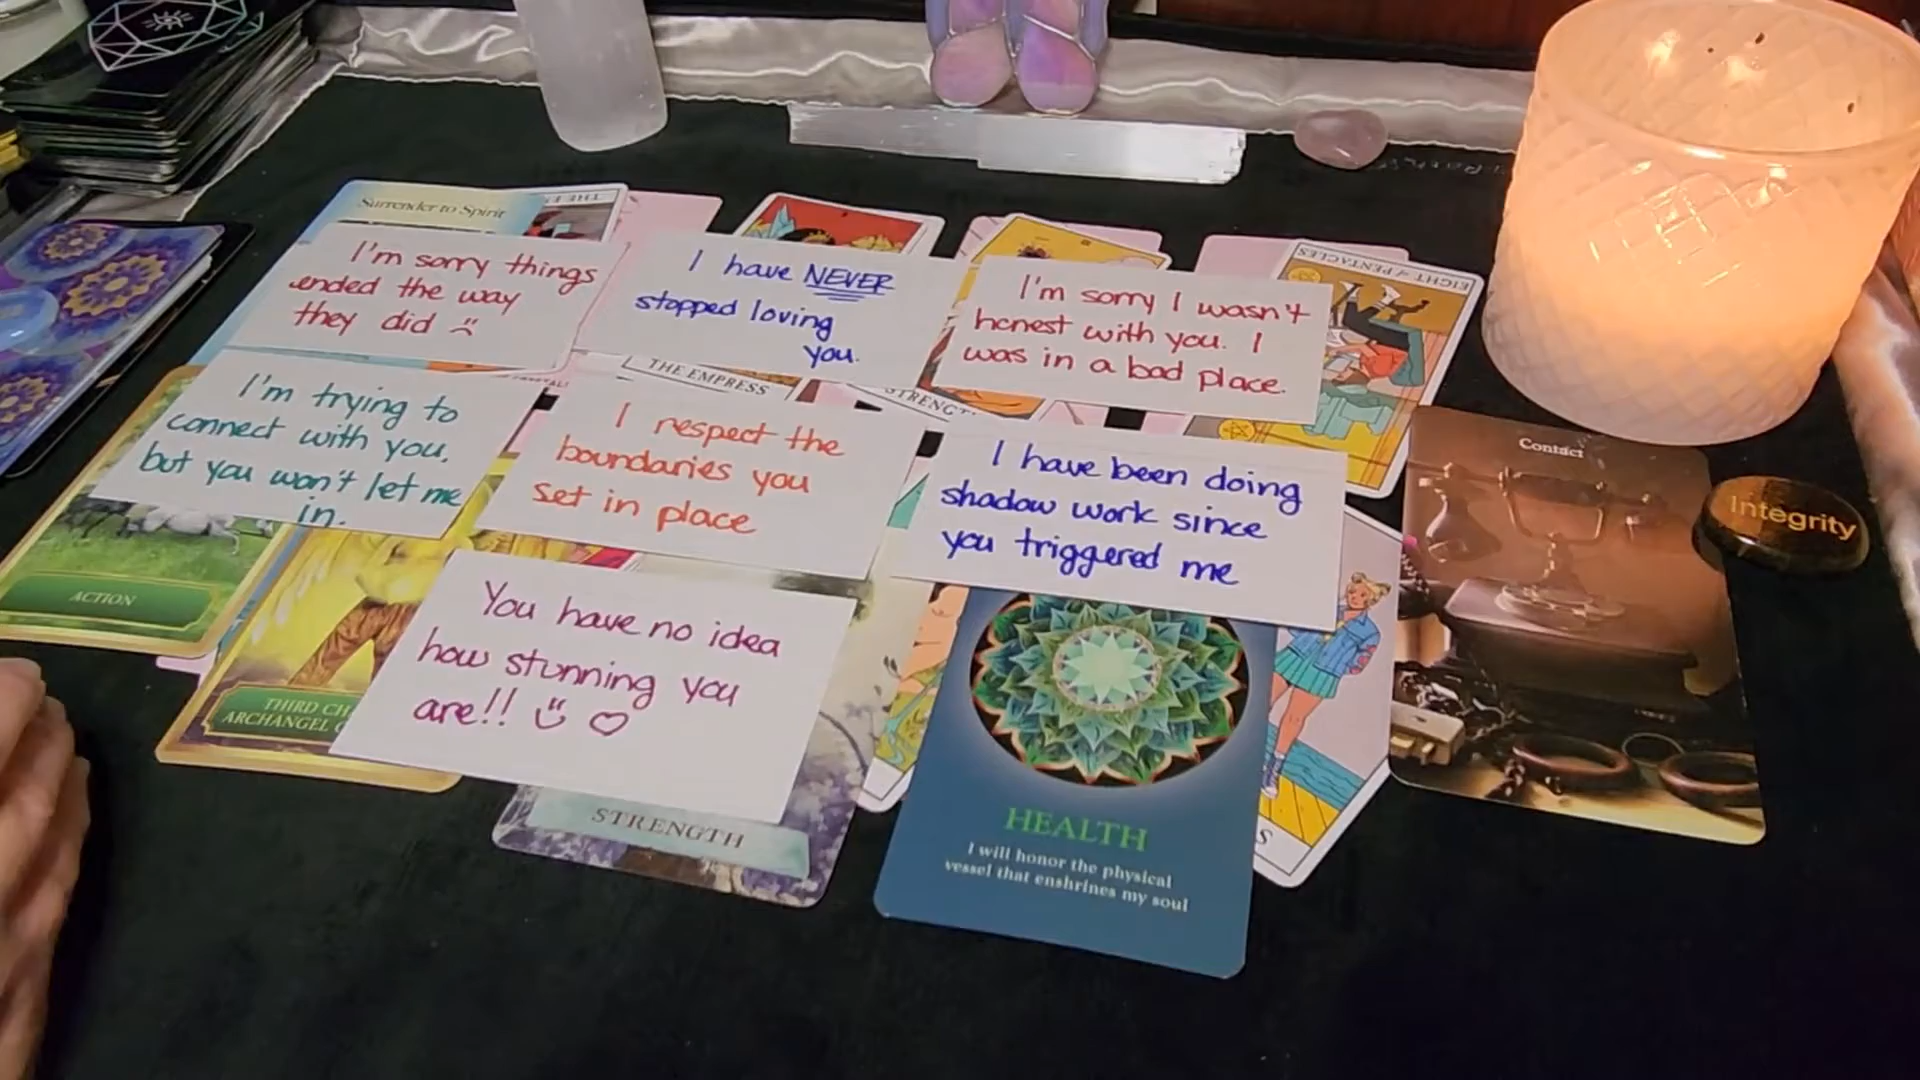 Surrender to Spirit
I'm sorry things
ended the way
they did
I have NEVER
stopped loving
you.
I'm sorry I wasn't
honest with you. I
was in a bad place.
EIGHT of PENTACLES
THE EMPRESS
STRENGT
I'm trying to
connect with you,
but you won't let me
in.
I respect the
boundaries you
set in place
I have been doing
shadow work since
you triggered me
Contact
Integrity
ACTION
THIRD CH
ARCHANGEL
You have no idea
how stunning you
are!!
STRENGTH
HEALTH
I will honor the physical
vessel that enshrines my soul
S